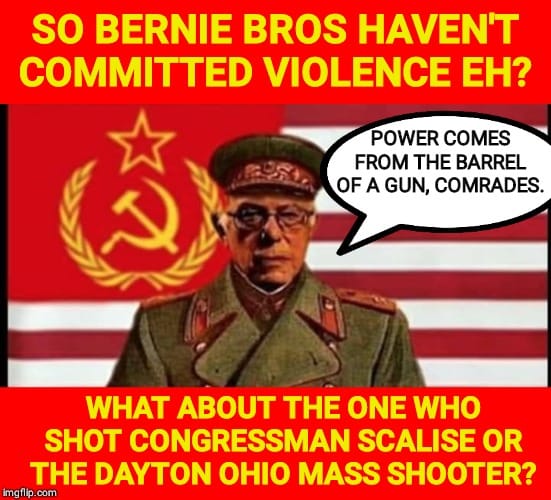 SO BERNIE BROS HAVEN'T
COMMITTED VIOLENCE EH?
POWER COMES
FROM THE BARREL
OF A GUN, COMRADES.
WHAT ABOUT THE ONE WHO
SHOT CONGRESSMAN SCALISE OR
THE DAYTON OHIO MASS SHOOTER?
imgflip.com